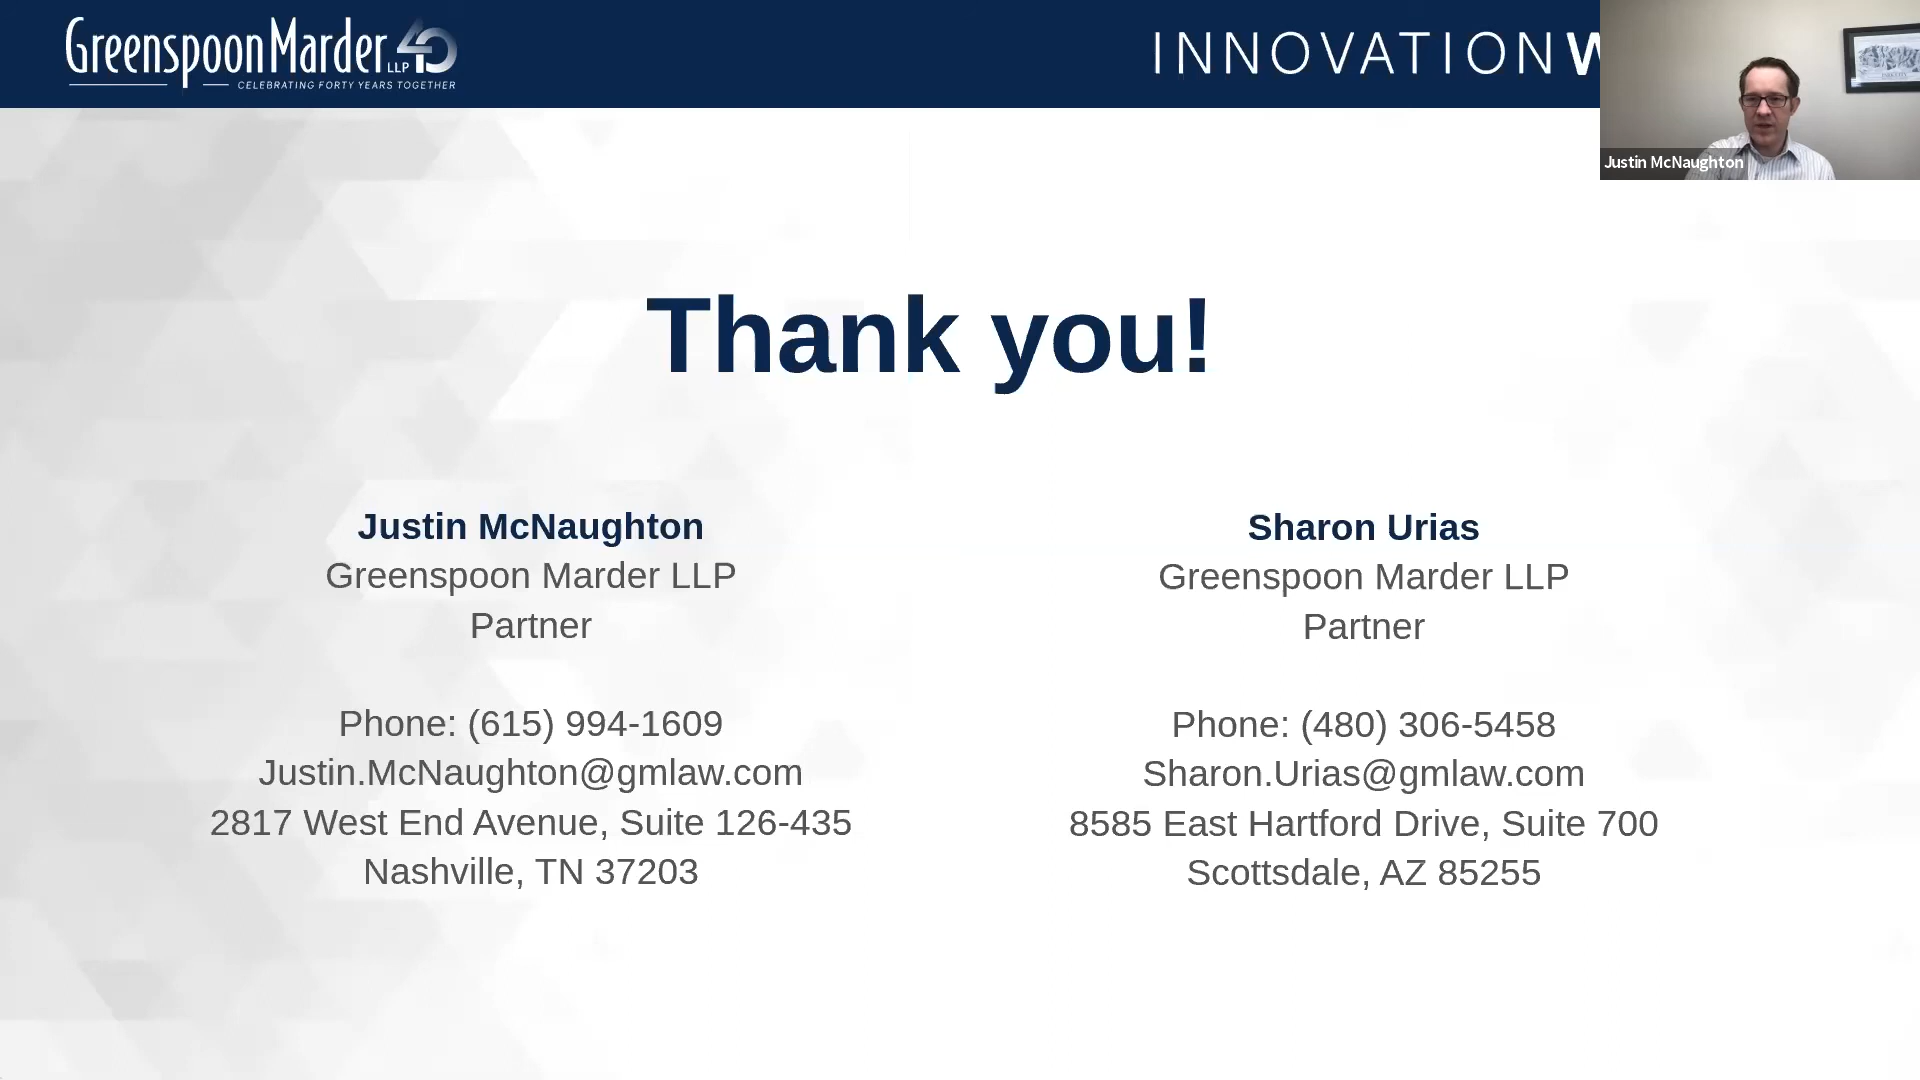 GreenspoonMarder LLP 40
CELEBRATING FORTY YEARS TOGETHER
INNOVATION
Justin McNaughton
Thank you!
Justin McNaughton
Greenspoon Marder LLP
Partner
Phone: (615) 994-1609
Justin.McNaughton@gmlaw.com
2817 West End Avenue, Suite 126-435
Nashville, TN 37203
Sharon Urias
Greenspoon Marder LLP
Partner
Phone: (480) 306-5458
Sharon.Urias@gmlaw.com
8585 East Hartford Drive, Suite 700
Scottsdale, AZ 85255